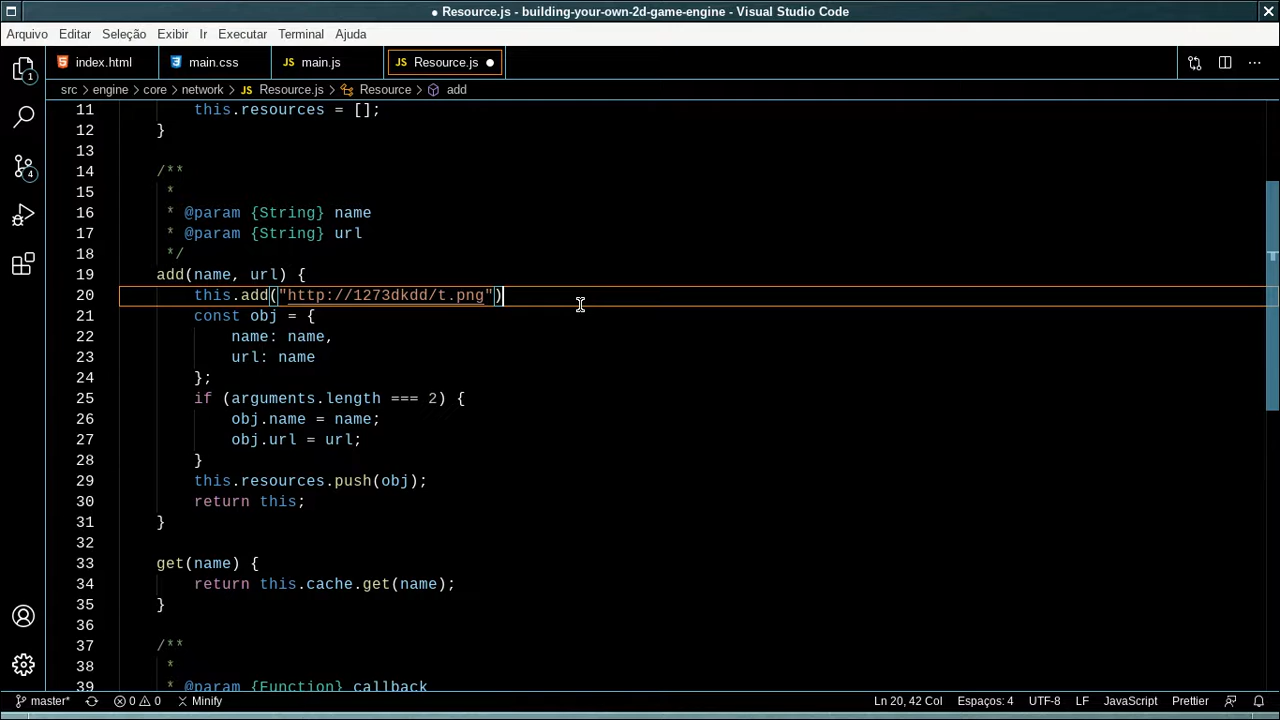 ● Resource.js - building-your-own-2d-game-engine - Visual Studio Code
Arquivo Editar Seleção Exibir Ir Executar Terminal Ajuda
index.html main.css JS main.js JS Resource.js ●
src > engine > core > network > JS Resource.js > Resource > add
11 this.resources = [];
12 }
13
14 /**
15 *
16 * @param {String} name
17 * @param {String} url
18 */
19 add(name, url) {
20 this.add("http://1273dkdd/t.png")
21 const obj = {
22 name: name,
23 url: name
24 };
25 if (arguments.length === 2) {
26 obj.name = name;
27 obj.url = url;
28 }
29 this.resources.push(obj);
30 return this;
31 }
32
33 get(name) {
34 return this.cache.get(name);
35 }
36
37 /**
38 *
39 * @param {Function} callback
1
4
master* 0 0 Minify Ln 20, 42 Col Espaços: 4 UTF-8 LF JavaScript Prettier